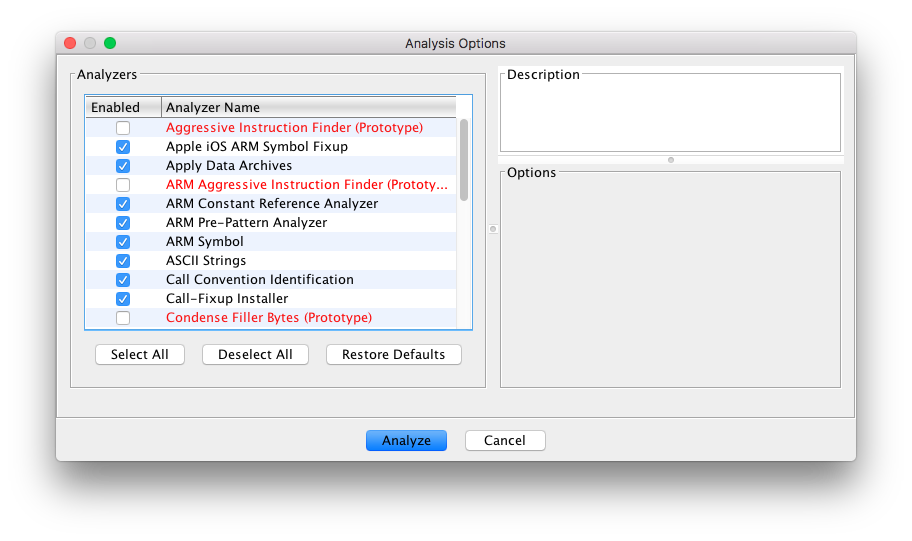 Analysis Options
Analyzers
Enabled Analyzer Name
Aggressive Instruction Finder (Prototype)
Apple iOS ARM Symbol Fixup
Apply Data Archives
ARM Aggressive Instruction Finder (Prototy...
ARM Constant Reference Analyzer
ARM Pre-Pattern Analyzer
ARM Symbol
ASCII Strings
Call Convention Identification
Call-Fixup Installer
Condense Filler Bytes (Prototype)
Select All Deselect All Restore Defaults
Description
Options
Analyze Cancel